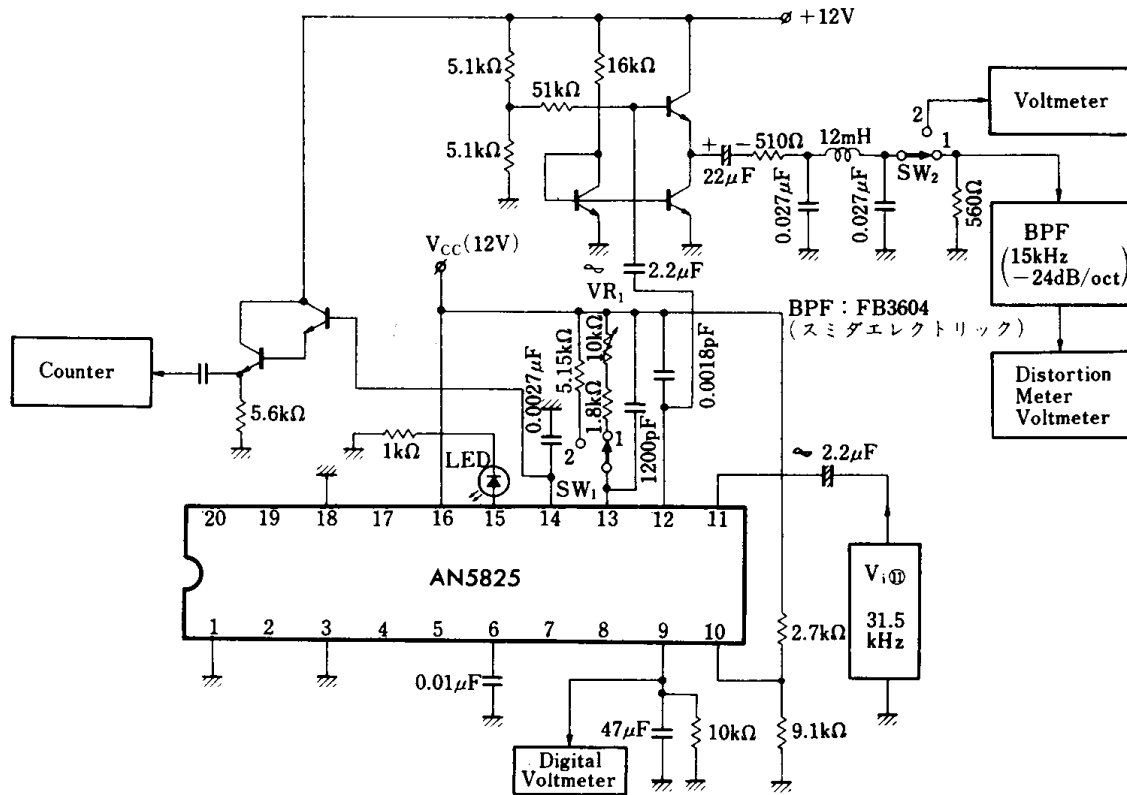 +12V
5.1kΩ
16kΩ
51kΩ
5.1kΩ
Voltmeter
2
1
+
−
510Ω
12mH
22μF
0.027μF
0.027μF
SW₂
560Ω
BPF
(15kHz
−24dB/oct)
V_CC(12V)
∾
2.2μF
VR₁
BPF：FB3604
(スミダエレクトリック)
Counter
5.6kΩ
1kΩ
LED
0.0027μF
5.15kΩ
10kΩ
1.8kΩ
2
1
SW₁
1200pF
0.0018pF
Distortion
Meter
Voltmeter
∾ 2.2μF
20 19 18 17 16 15 14 13 12 11
AN5825
1 2 3 4 5 6 7 8 9 10
V_i⑪
31.5
kHz
2.7kΩ
0.01μF
47μF
10kΩ
9.1kΩ
Digital
Voltmeter